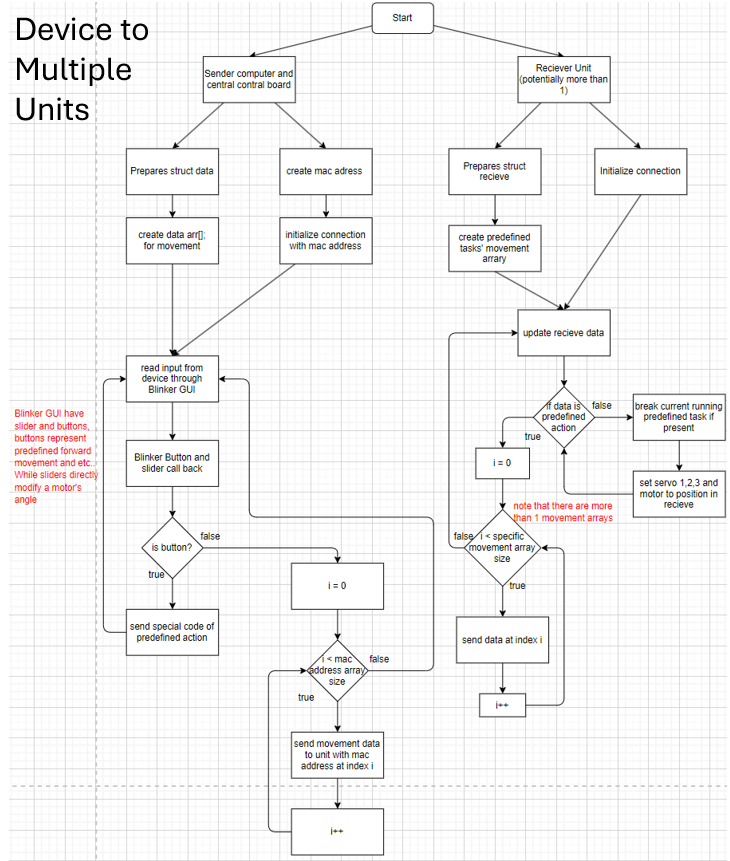 Device to
Multiple
Units
Start
Sender computer and
central control board
Reciever Unit
(potentially more than
1)
Prepares struct data
create mac adress
Prepares struct
recieve
Initialize connection
create data arr[];
for movement
initialize connection
with mac address
create predefined
tasks' movement
arrary
update recieve data
read input from
device through
Blinker GUI
if data is
predefined
action
false
true
break current running
predefined task if
present
Blinker GUI have
slider and buttons,
buttons represent
predefined forward
movement and etc..
While sliders directly
modify a motor's
angle
Blinker Button and
slider call back
i = 0
set servo 1,2,3 and
motor to position in
recieve
note that there are more
than 1 movement arrays
is button?
false
true
false
i < specific
movement array
size
true
i = 0
send special code of
predefined action
send data at index i
i < mac
address array
size
false
true
i++
send movement data
to unit with mac
address at index i
i++